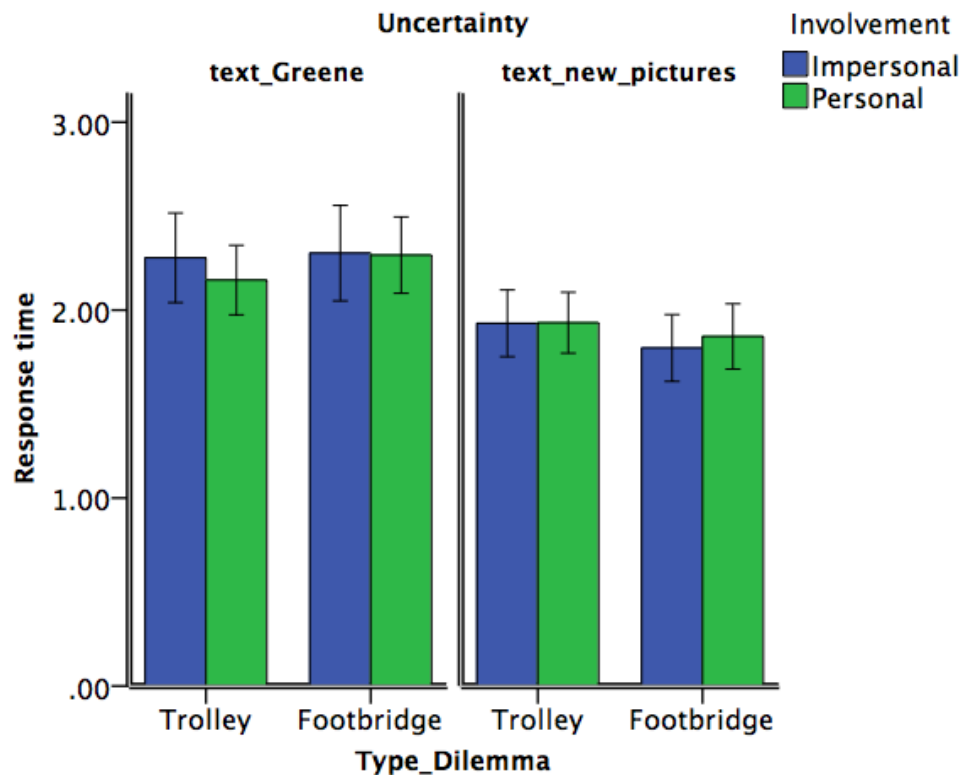 Uncertainty
text_Greene
text_new_pictures
Involvement
Impersonal
Personal
Response time
3.00
2.00
1.00
.00
Trolley
Footbridge
Trolley
Footbridge
Type_Dilemma